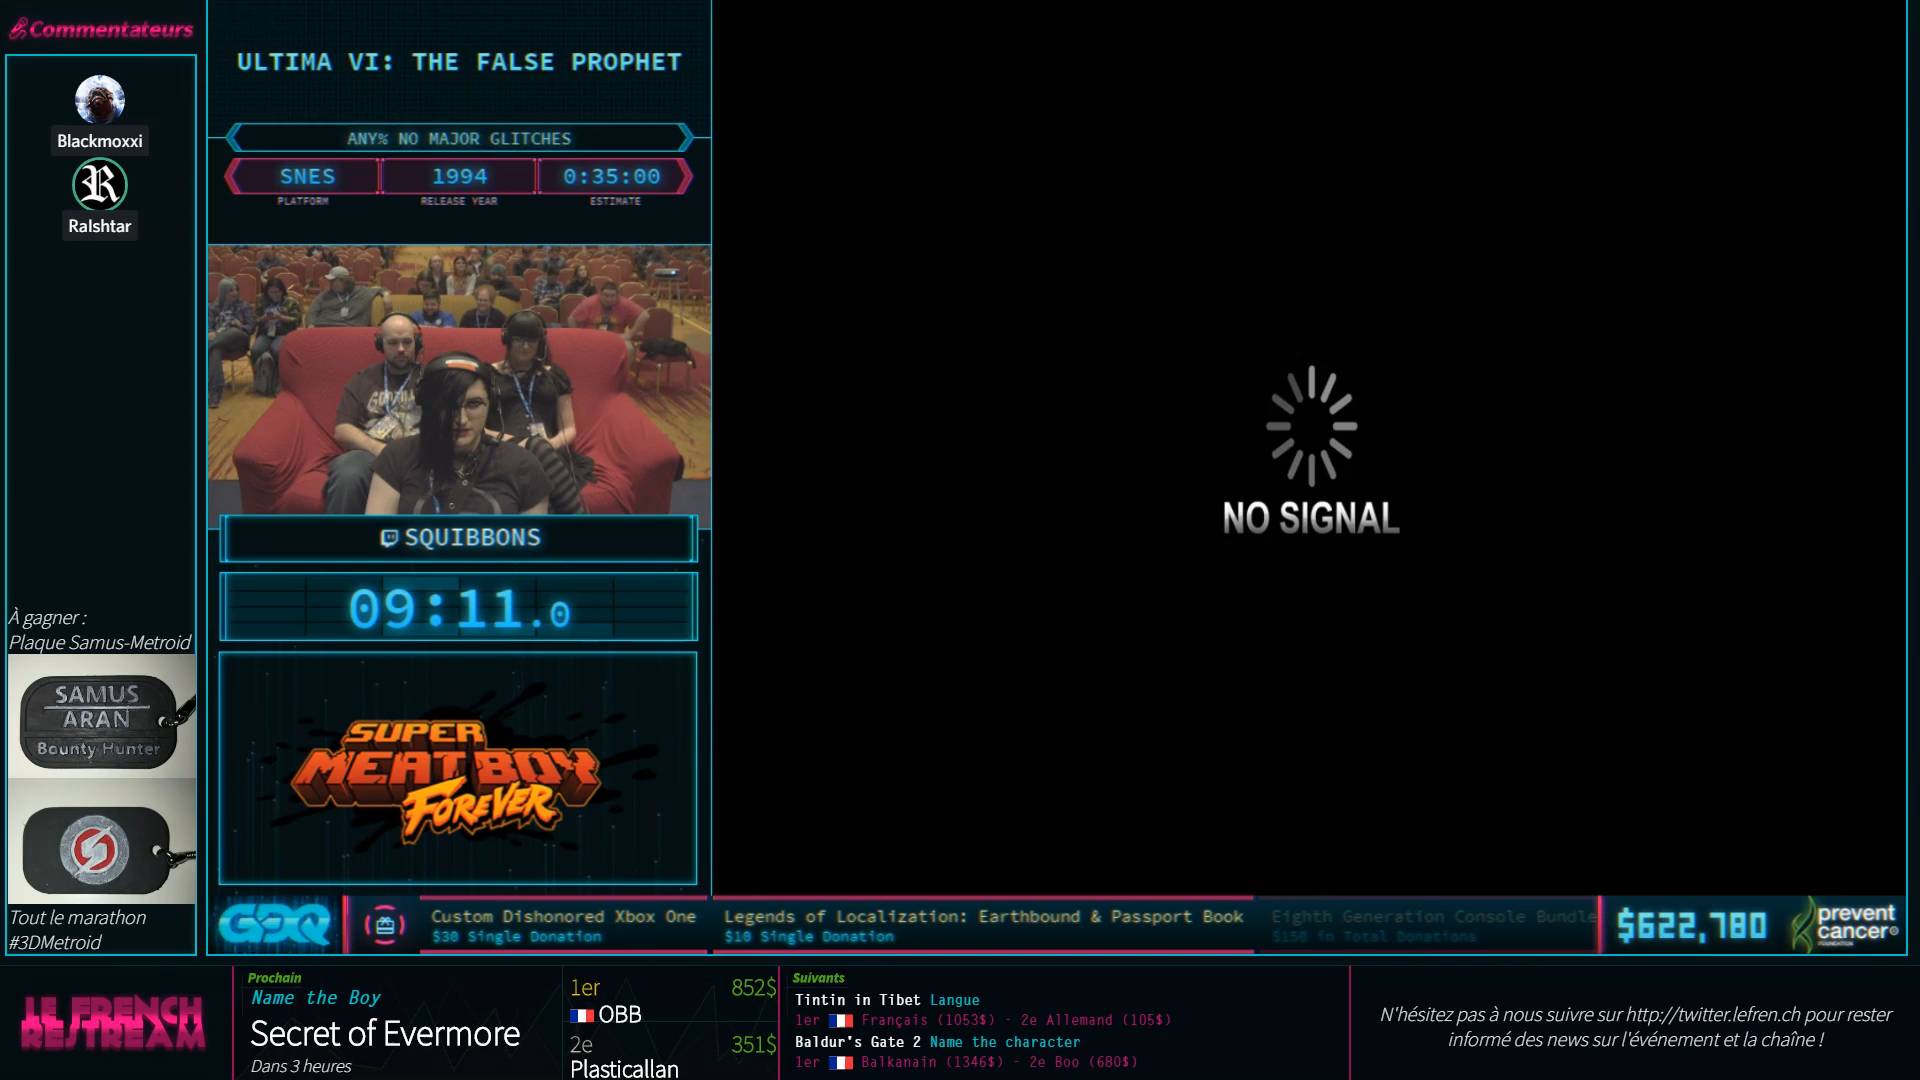 Commentateurs
Blackmoxxi
Ralshtar
À gagner :
Plaque Samus-Metroid
SAMUS
ARAN
Bounty Hunter
Tout le marathon
#3DMetroid
ULTIMA VI: THE FALSE PROPHET
ANY% NO MAJOR GLITCHES
SNES 1994 0:35:00
PLATFORM RELEASE YEAR ESTIMATE
SQUIBBONS
09:11.0
SUPER
MEAT BOY
FOREVER
NO SIGNAL
GDQ
Custom Dishonored Xbox One
$30 Single Donation
Legends of Localization: Earthbound & Passport Book
$10 Single Donation
Eighth Generation Console Bundle
$150 in Total Donations
$622,780
prevent
cancer®
FOUNDATION
LE FRENCH
RESTREAM
Prochain
Name the Boy
Secret of Evermore
Dans 3 heures
1er 852$
OBB
2e 351$
Plasticallan
Suivants
Tintin in Tibet Langue
1er Français (1053$) - 2e Allemand (105$)
Baldur's Gate 2 Name the character
1er Balkanain (1346$) - 2e Boo (680$)
N'hésitez pas à nous suivre sur http://twitter.lefren.ch pour rester
informé des news sur l'événement et la chaîne !